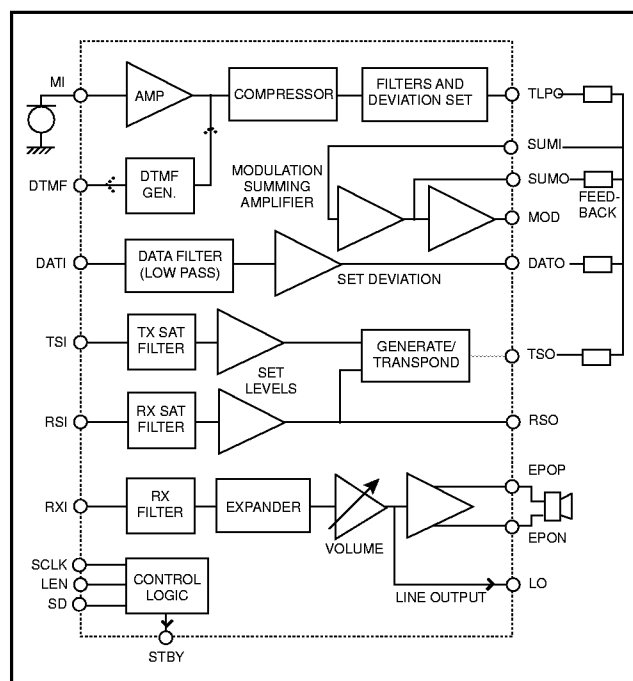 MI
AMP
COMPRESSOR
FILTERS AND
DEVIATION SET
TLPO
SUMI
DTMF
DTMF
GEN.
MODULATION
SUMMING
AMPLIFIER
SUMO
FEED-
BACK
MOD
DATI
DATA FILTER
(LOW PASS)
SET DEVIATION
DATO
TSI
TX SAT
FILTER
SET
LEVELS
GENERATE/
TRANSPOND
TSO
RSI
RX SAT
FILTER
RSO
RXI
RX
FILTER
EXPANDER
VOLUME
EPOP
EPON
SCLK
LEN
SD
CONTROL
LOGIC
LINE OUTPUT
LO
STBY